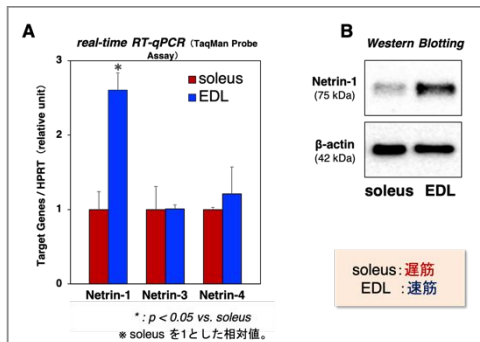 A
real-time RT-qPCR（TaqMan Probe
Assay）
Target Genes / HPRT (relative unit)
3
2
1
0
*
soleus
EDL
Netrin-1 Netrin-3 Netrin-4
* : p < 0.05 vs. soleus
※ soleus を1とした相対値。
B
Western Blotting
Netrin-1
(75 kDa)
β-actin
(42 kDa)
soleus EDL
soleus：遅筋
EDL ：速筋